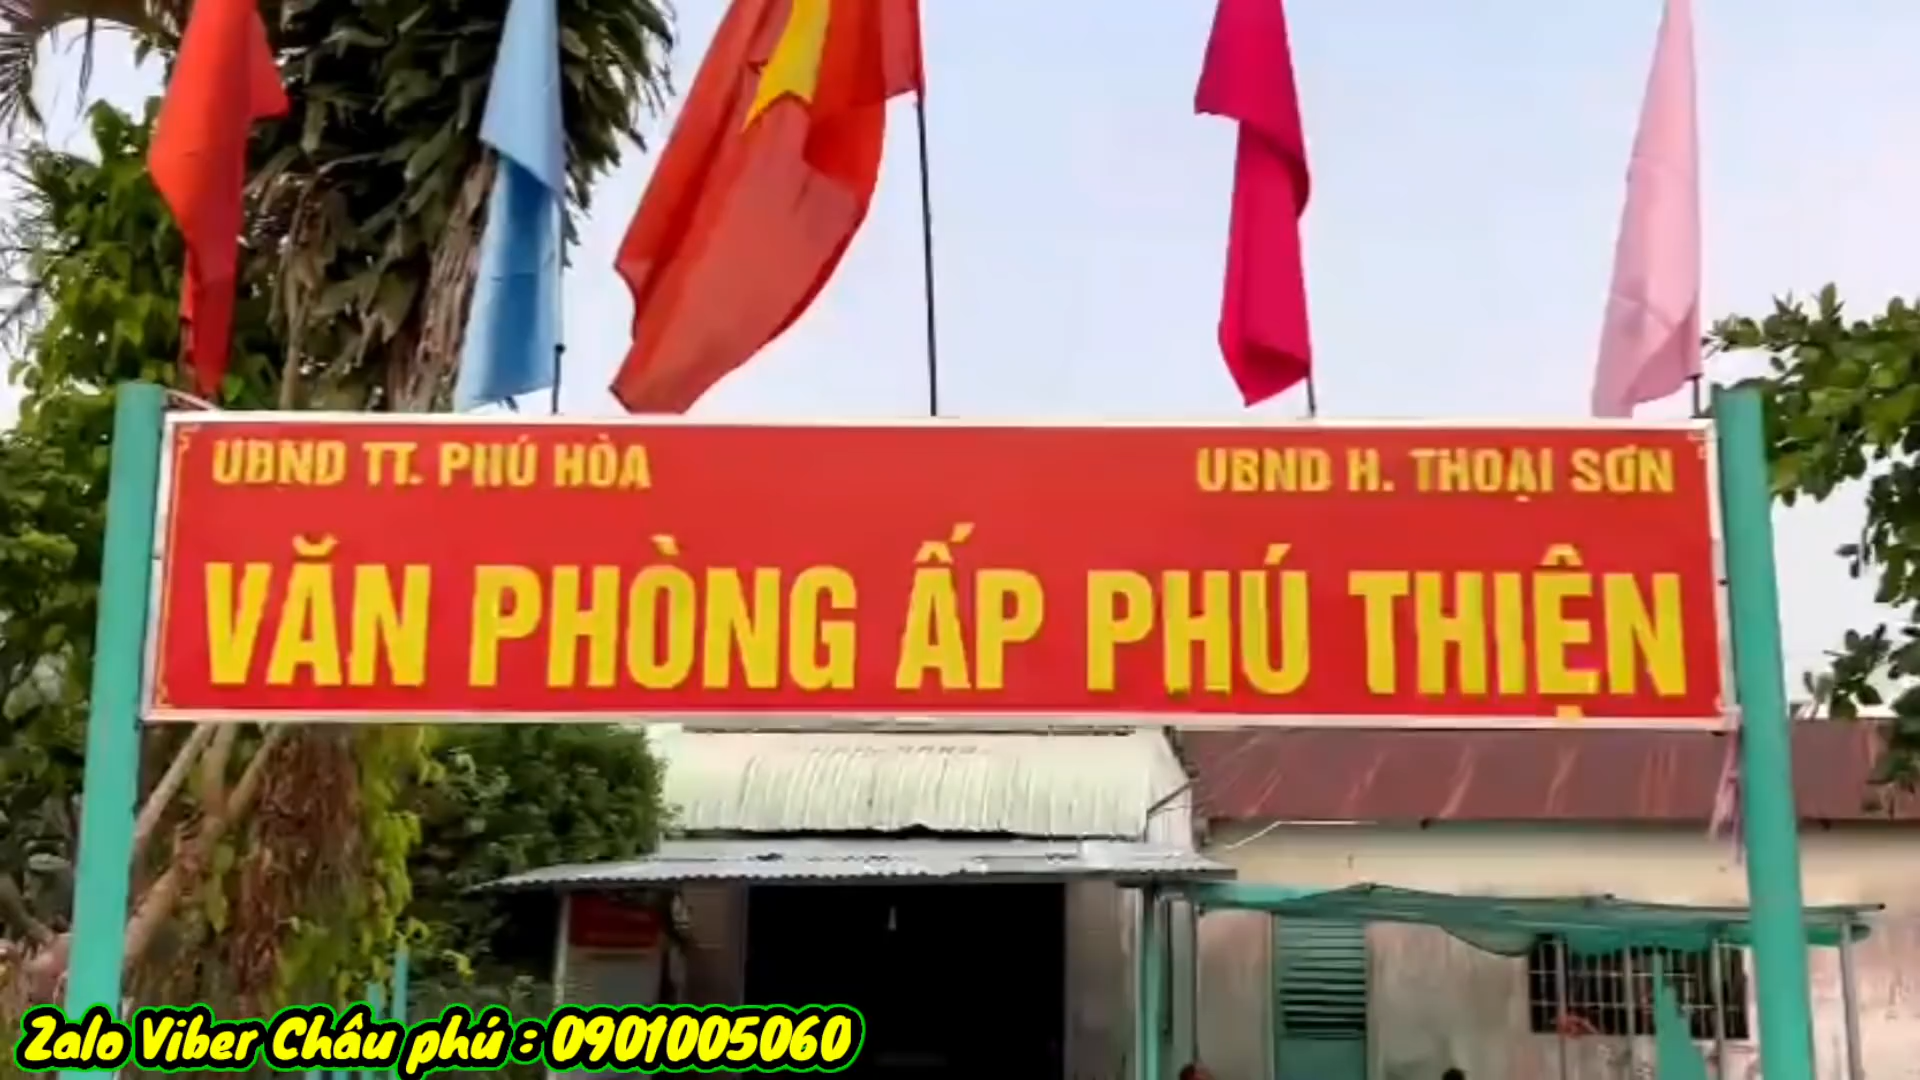 UBND TT. PHÚ HÒA
UBND H. THOẠI SƠN
VĂN PHÒNG ẤP PHÚ THIỆN
Zalo Viber Châu phú : 0901005060